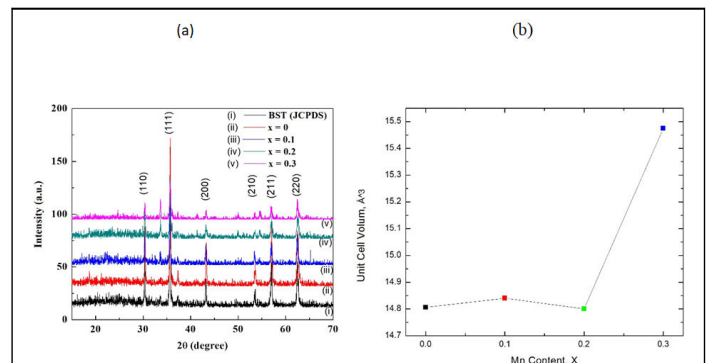 (a)
(b)
200
150
100
50
0
Intensity (a.u.)
(i) BST (JCPDS)
(ii) x = 0
(iii) x = 0.1
(iv) x = 0.2
(v) x = 0.3
(110)
(111)
(200)
(210)
(211)
(220)
(v)
(iv)
(iii)
(ii)
(i)
20 30 40 50 60 70
2θ (degree)
15.5
15.4
15.3
15.2
15.1
15.0
14.9
14.8
14.7
Unit Cell Volum, Å^3
0.0 0.1 0.2 0.3
Mn Content, X